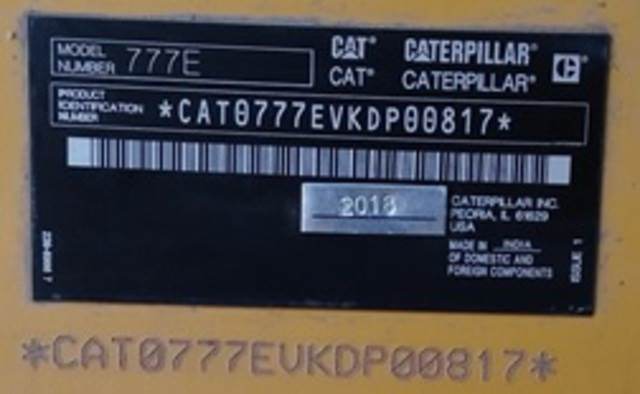 MODEL NUMBER 777E
CAT® CATERPILLAR®
CAT® CATERPILLAR®
PRODUCT IDENTIFICATION NUMBER *CAT0777EVKDP00817*
2018
CATERPILLAR INC.
PEORIA, IL 61629
USA
MADE IN INDIA
OF DOMESTIC AND
FOREIGN COMPONENTS
ISSUE 1
*CAT0777EVKDP00817*